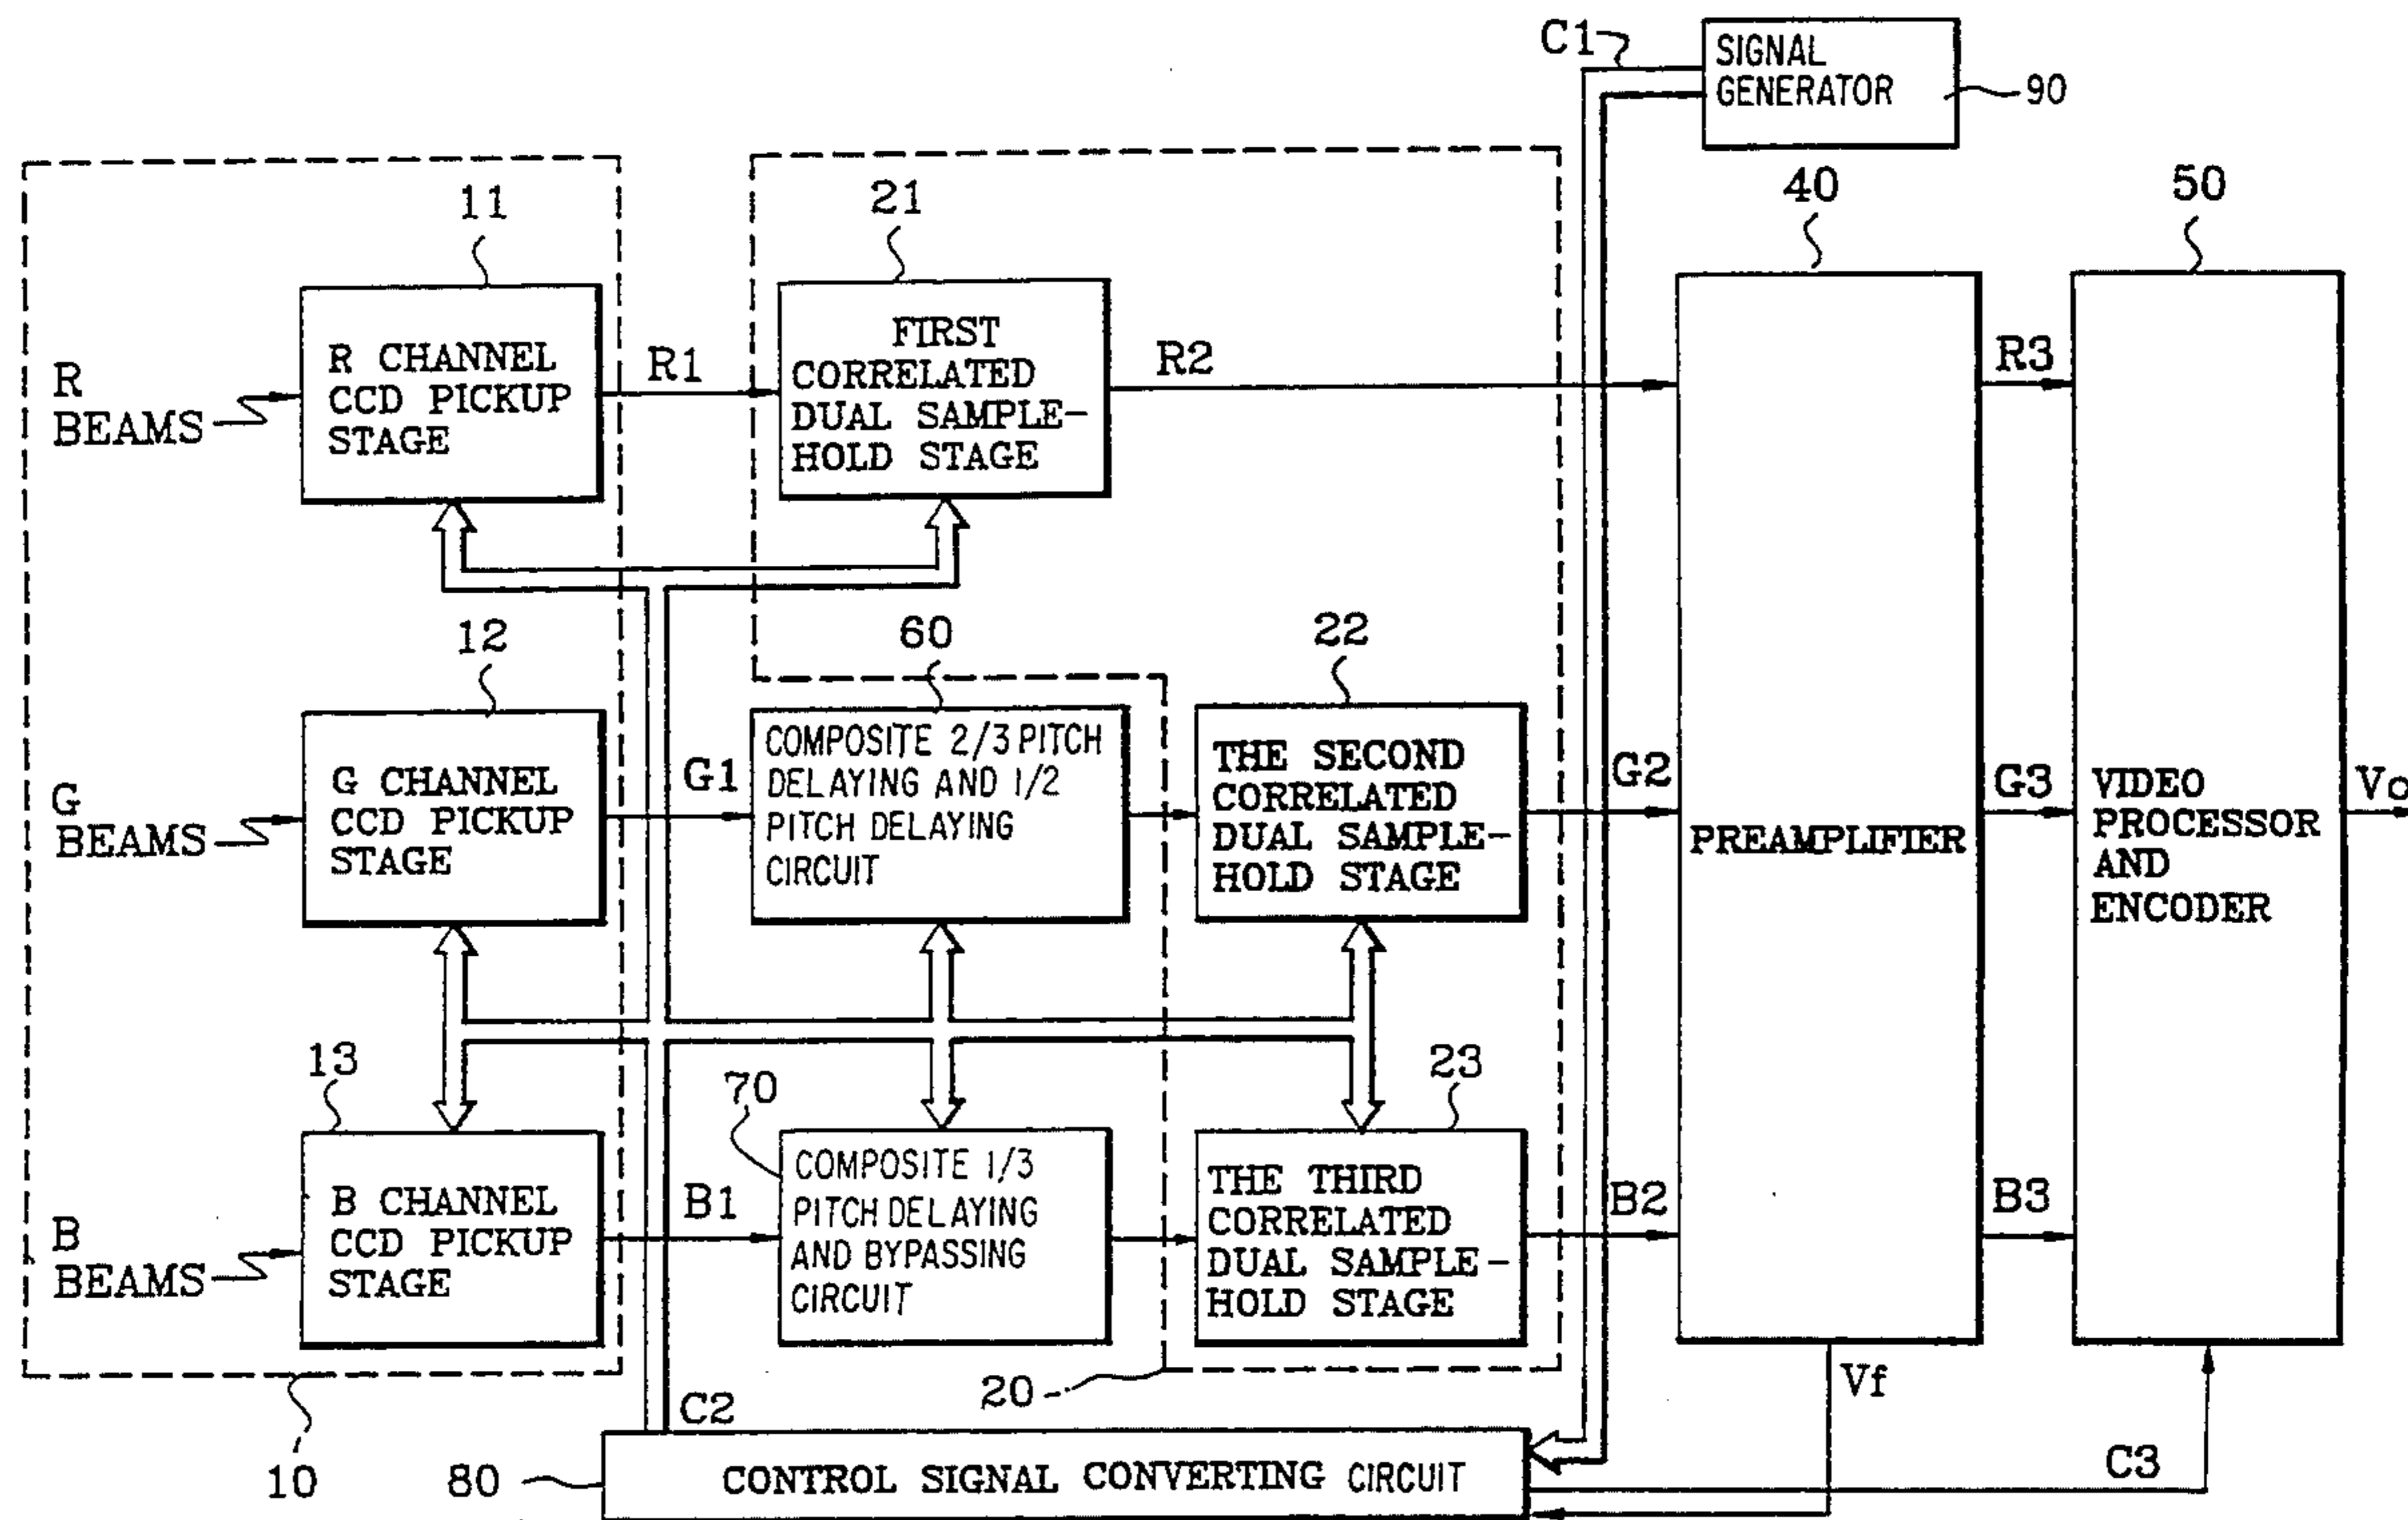 C1
SIGNAL
GENERATOR
90
11
21
40
50
R
BEAMS
R CHANNEL
CCD PICKUP
STAGE
R1
FIRST
CORRELATED
DUAL SAMPLE-
HOLD STAGE
R2
R3
12
60
22
G
BEAMS
G CHANNEL
CCD PICKUP
STAGE
G1
COMPOSITE 2/3 PITCH
DELAYING AND 1/2
PITCH DELAYING
CIRCUIT
THE SECOND
CORRELATED
DUAL SAMPLE-
HOLD STAGE
G2
PREAMPLIFIER
G3
VIDEO
PROCESSOR
AND
ENCODER
Vo
13
70
23
B
BEAMS
B CHANNEL
CCD PICKUP
STAGE
B1
COMPOSITE 1/3
PITCH DELAYING
AND BYPASSING
CIRCUIT
THE THIRD
CORRELATED
DUAL SAMPLE-
HOLD STAGE
B2
B3
10
C2
20
Vf
80
CONTROL SIGNAL CONVERTING CIRCUIT
C3